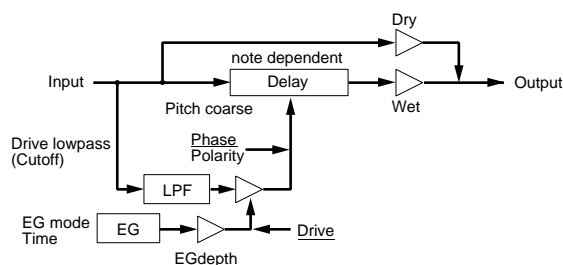 Dry
note dependent
Input
Delay
Output
Pitch coarse
Wet
Drive lowpass
(Cutoff)
Phase
Polarity
LPF
EG mode
Time
EG
Drive
EGdepth